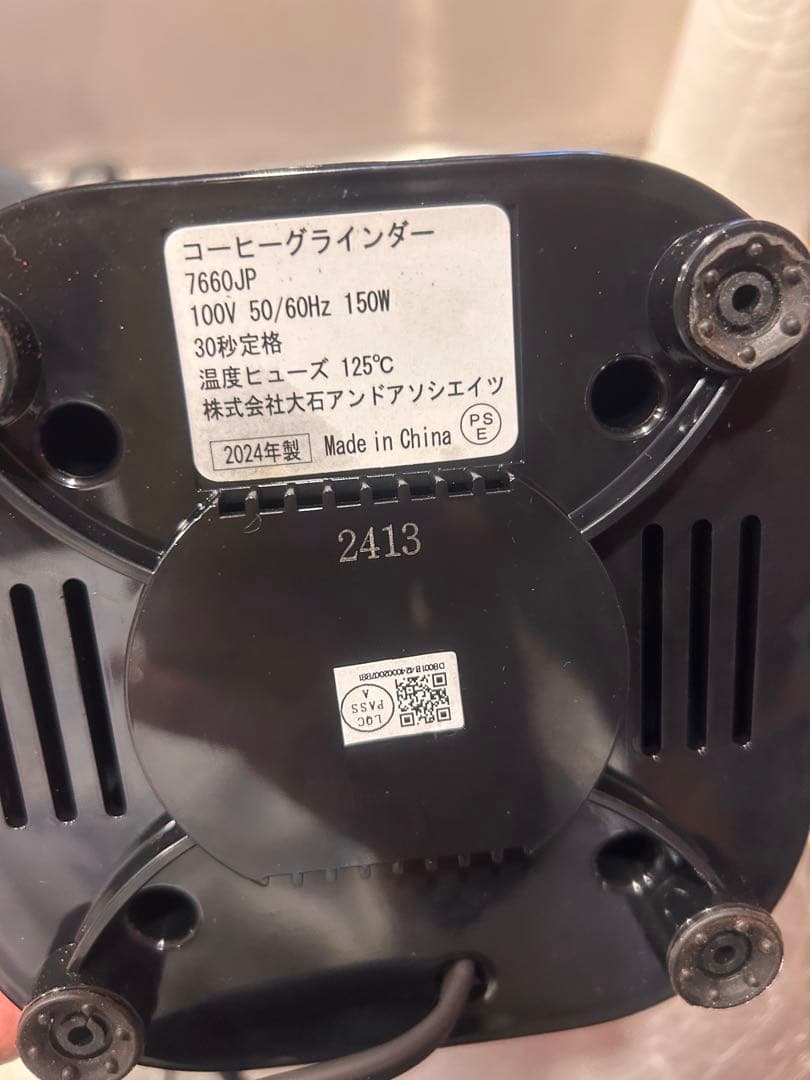 コーヒーグラインダー
7660JP
100V 50/60Hz 150W
30秒定格
温度ヒューズ 125℃
株式会社大石アンドアソシエイツ
2024年製 Made in China PSE
2413
LQC
PASS
A